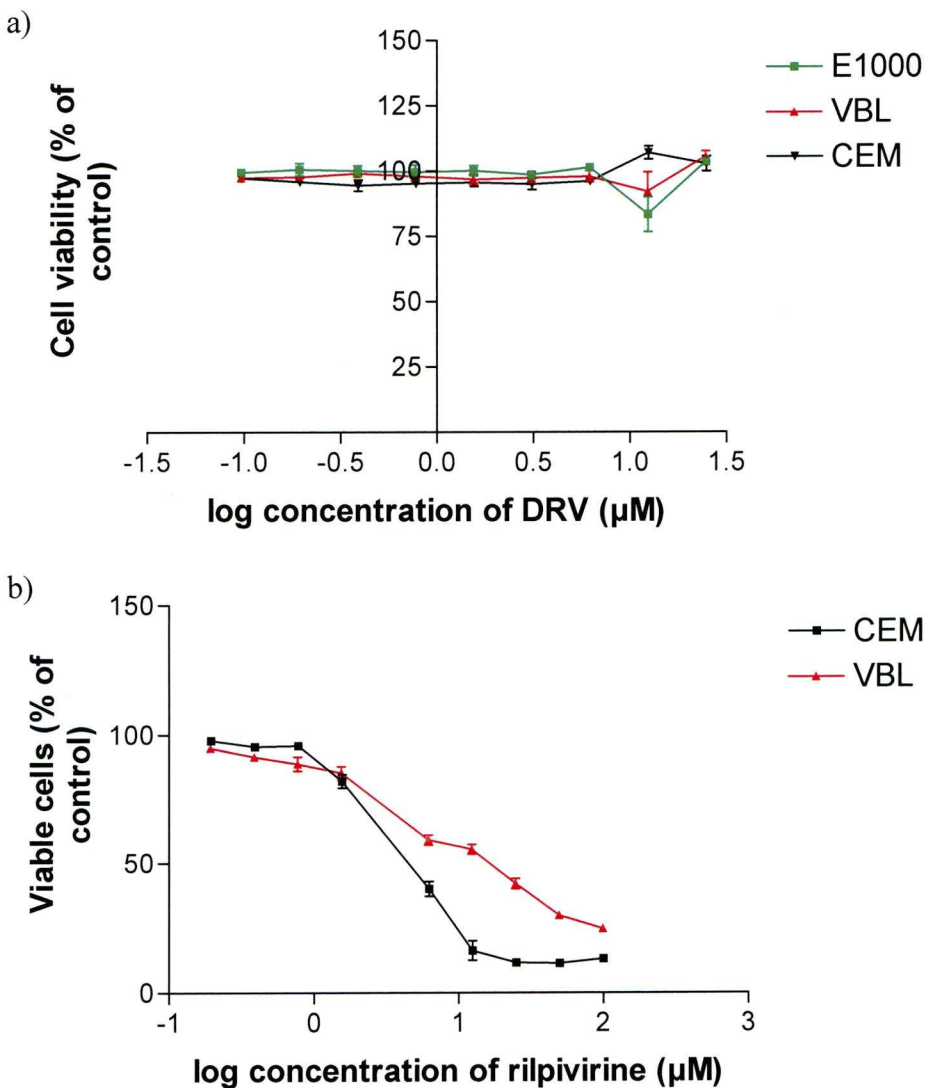 a)
Cell viability (% of
control)
150
125
100
75
50
25
-1.5
-1.0
-0.5
0.0
0.5
1.0
1.5
log concentration of DRV (µM)
E1000
VBL
CEM
b)
Viable cells (% of
control)
150
100
50
0
-1
0
1
2
3
log concentration of rilpivirine (µM)
CEM
VBL